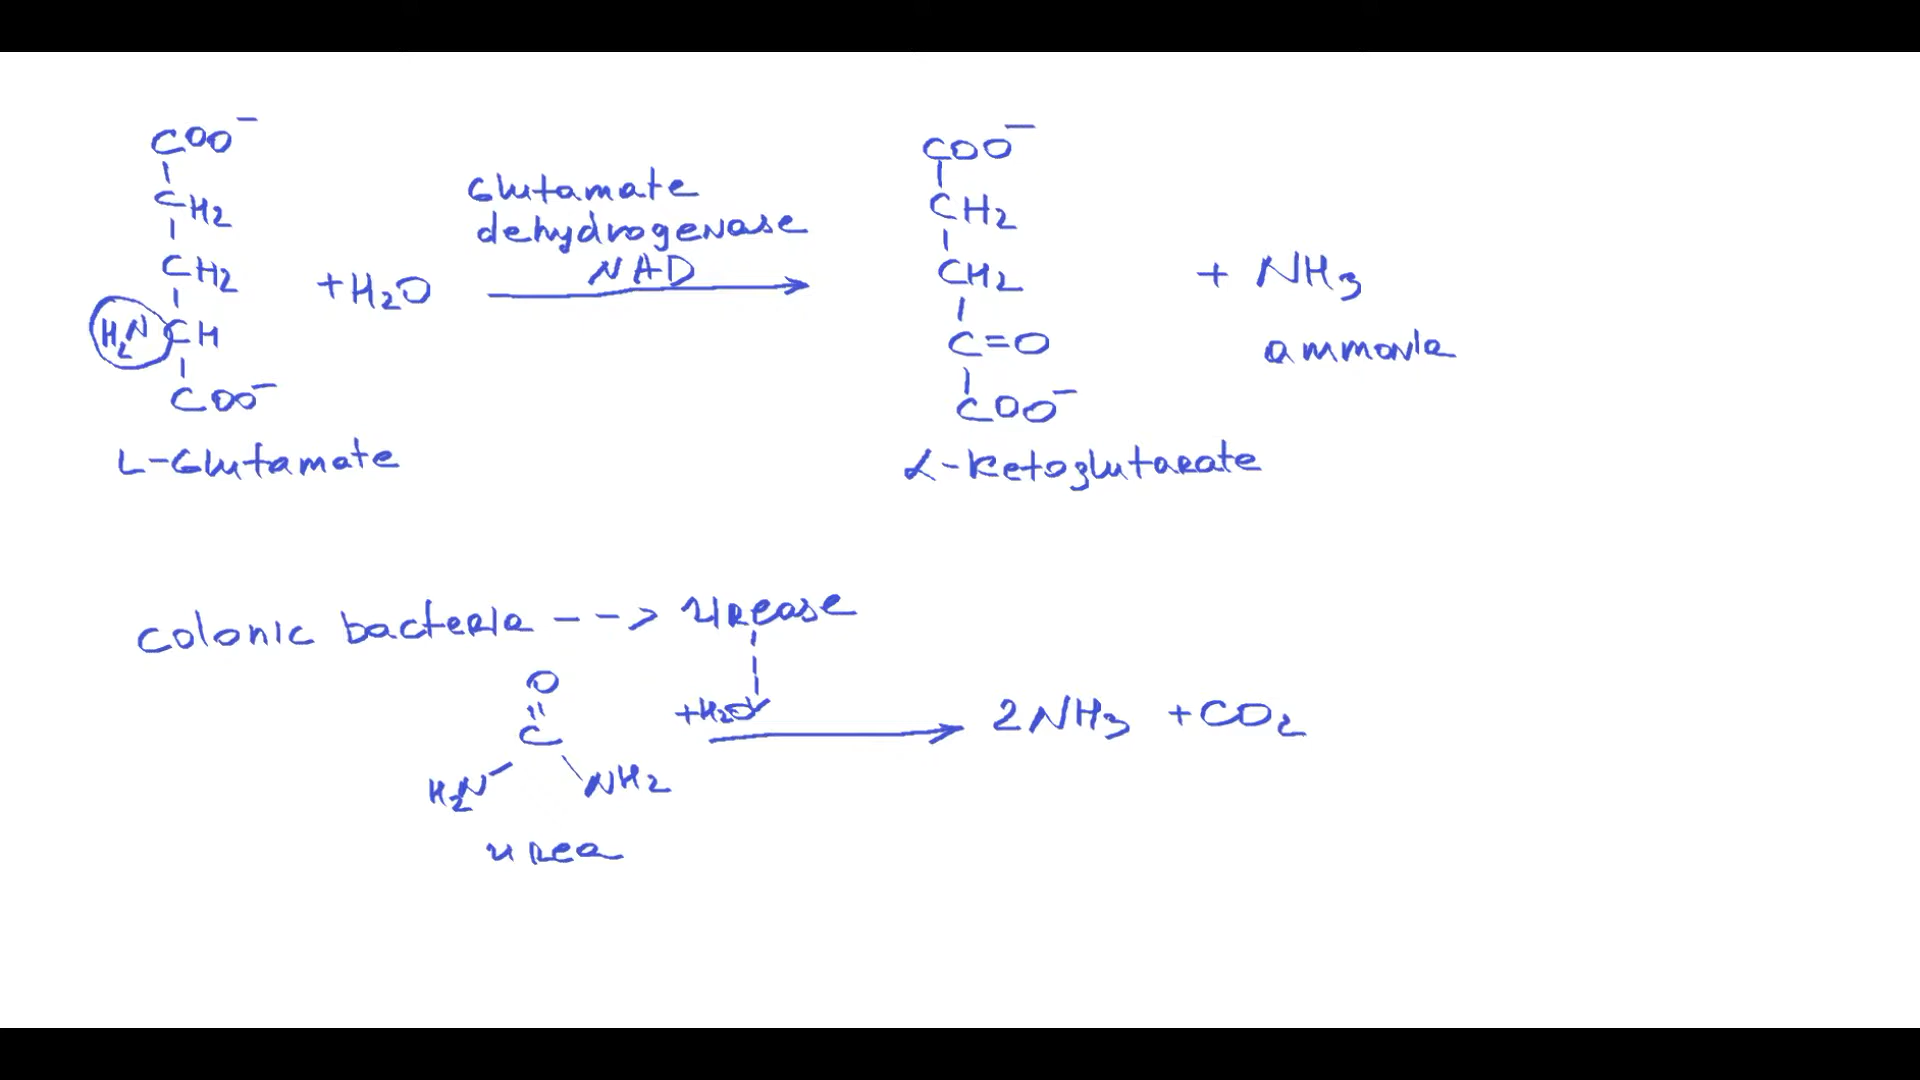 COO⁻
CH2
CH2
H2N CH
COO⁻
L-Glutamate
+H2O
Glutamate
dehydrogenase
NAD
COO⁻
CH2
CH2
C=O
COO⁻
α-Ketoglutarate
+ NH3
ammonia
colonic bacteria --> urease
O
C
H2N NH2
urea
+H2O
2NH3 +CO2